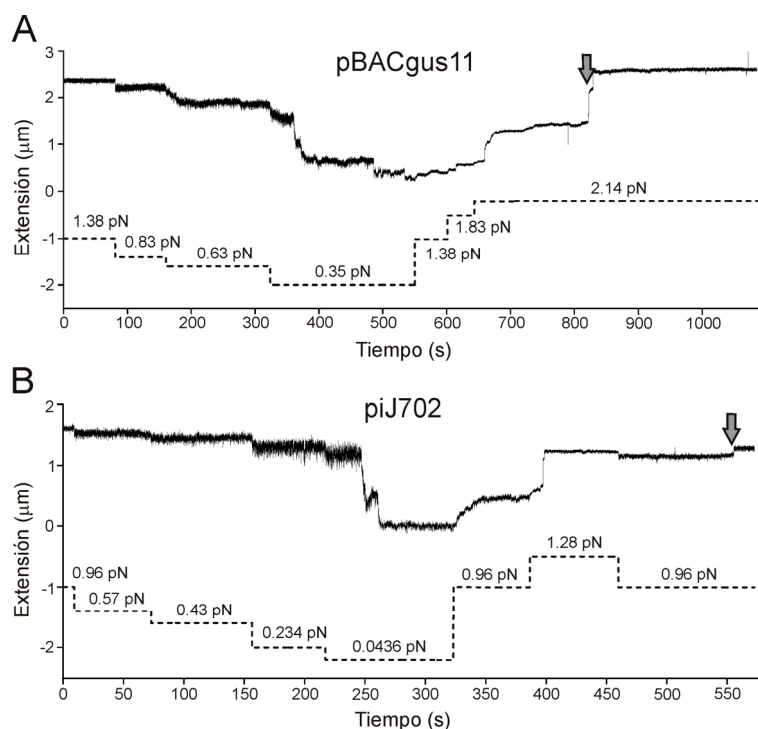 A
pBACgus11
Extensión (μm)
3
2
1
0
-1
-2
1.38 pN
0.83 pN
0.63 pN
0.35 pN
1.38 pN
1.83 pN
2.14 pN
0 100 200 300 400 500 600 700 800 900 1000
Tiempo (s)
B
piJ702
Extensión (μm)
2
1
0
-1
-2
0.96 pN
0.57 pN
0.43 pN
0.234 pN
0.0436 pN
0.96 pN
1.28 pN
0.96 pN
0 50 100 150 200 250 300 350 400 450 500 550
Tiempo (s)